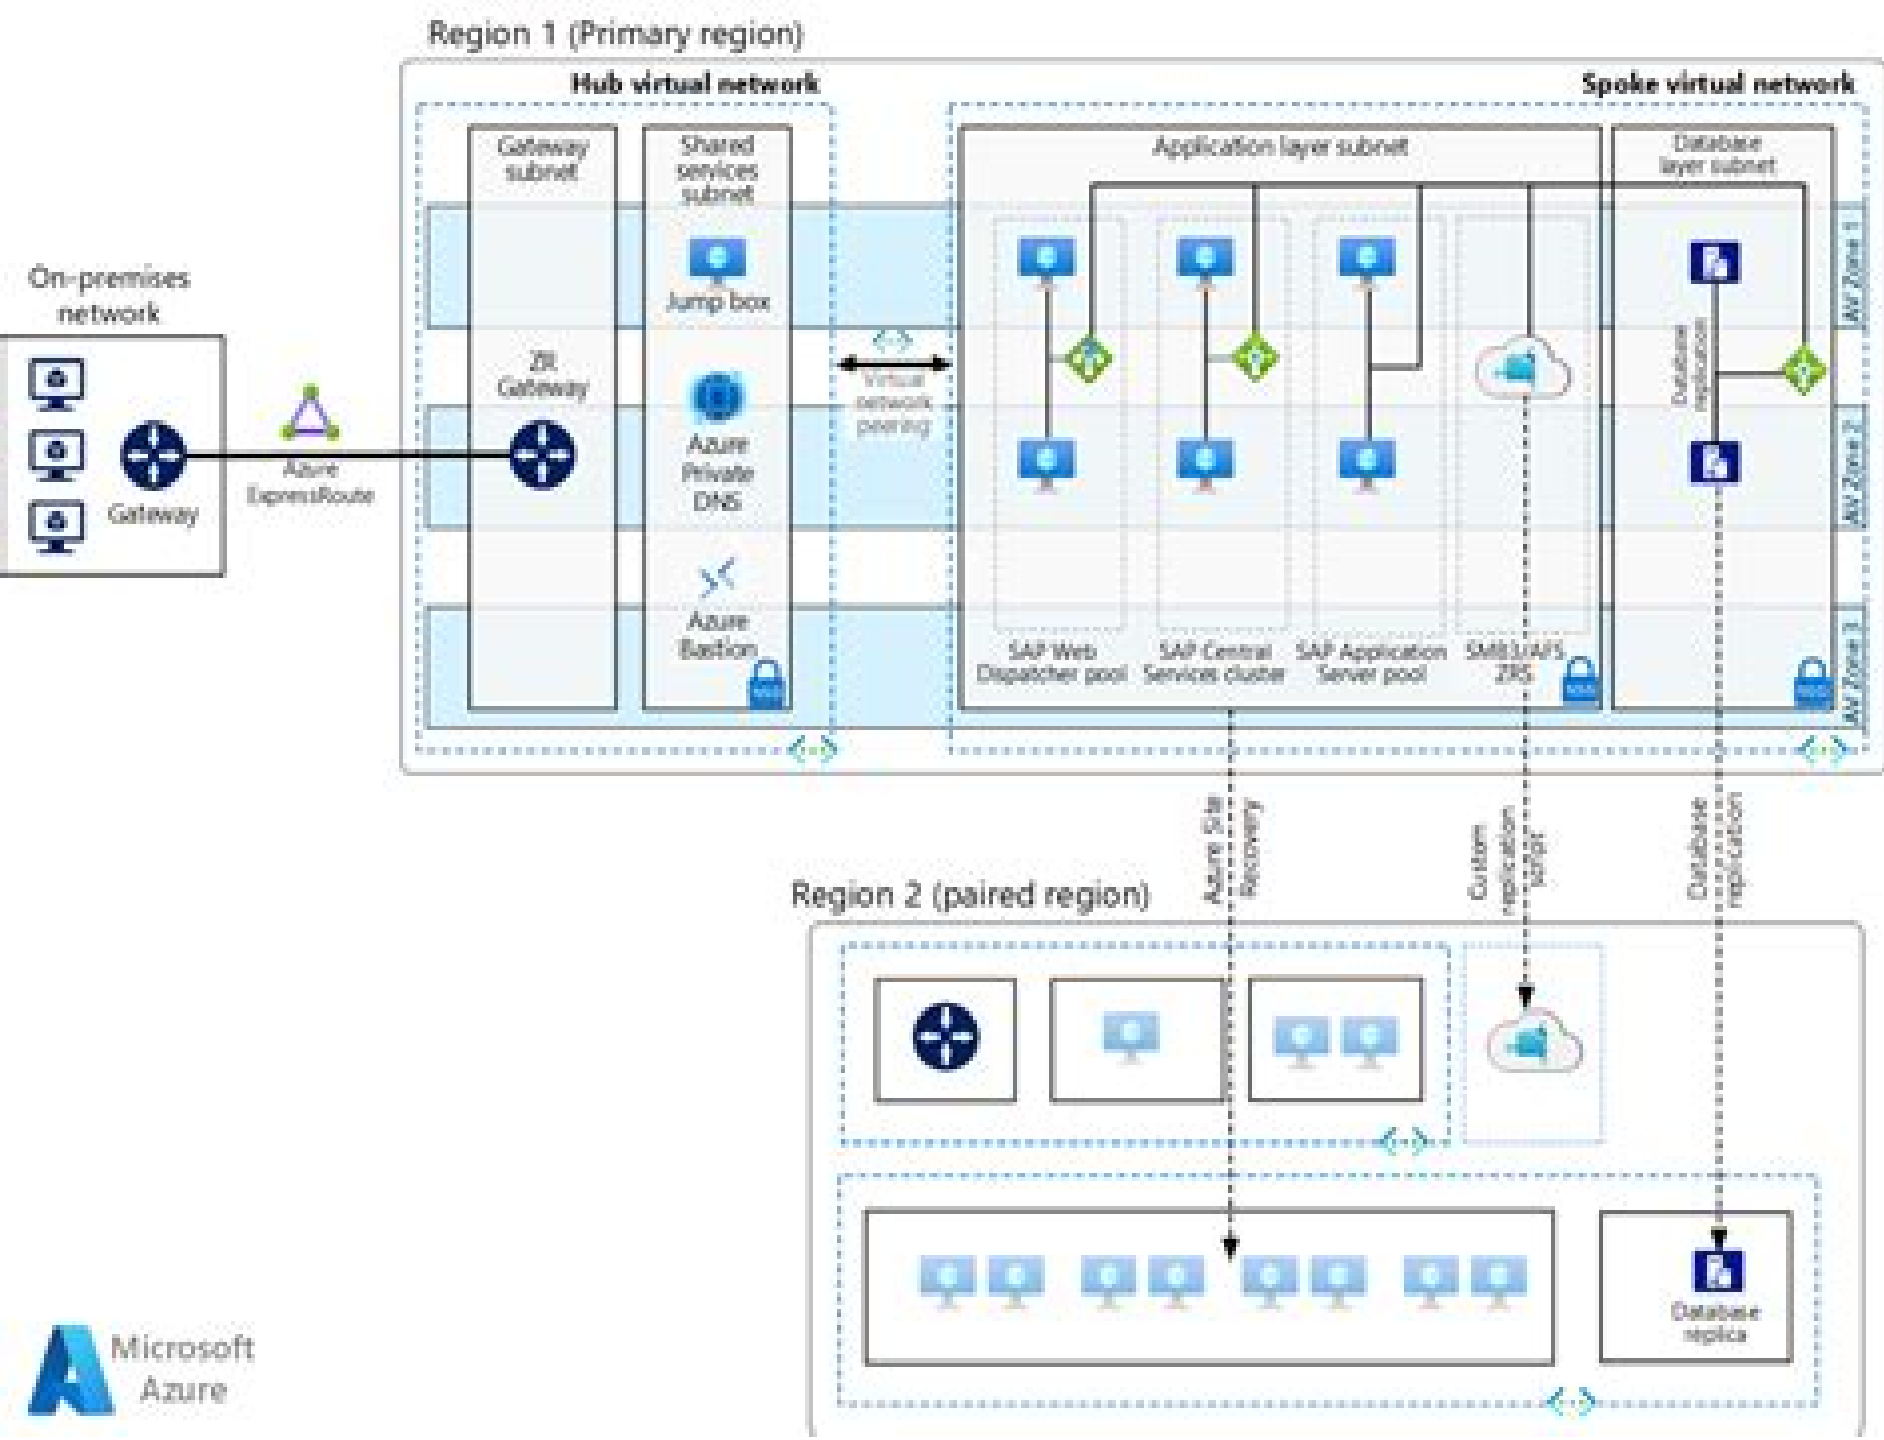 Region 1 (Primary region)
Hub virtual network
Spoke virtual network
Gateway
subnet
Shared
services
subnet
Application layer subnet
Database
layer subnet
On-premises
network
Gateway
Azure
ExpressRoute
ZR
Gateway
Jump box
Azure
Private
DNS
Azure
Bastion
Virtual
network
peering
Database
replication
AV Zone 1
AV Zone 2
AV Zone 3
SAP Web
Dispatcher pool
SAP Central
Services cluster
SAP Application
Server pool
SMB3/AFS
ZRS
Azure Site
Recovery
Custom
replication
script
Database
replication
Region 2 (paired region)
Database
replica
Microsoft
Azure